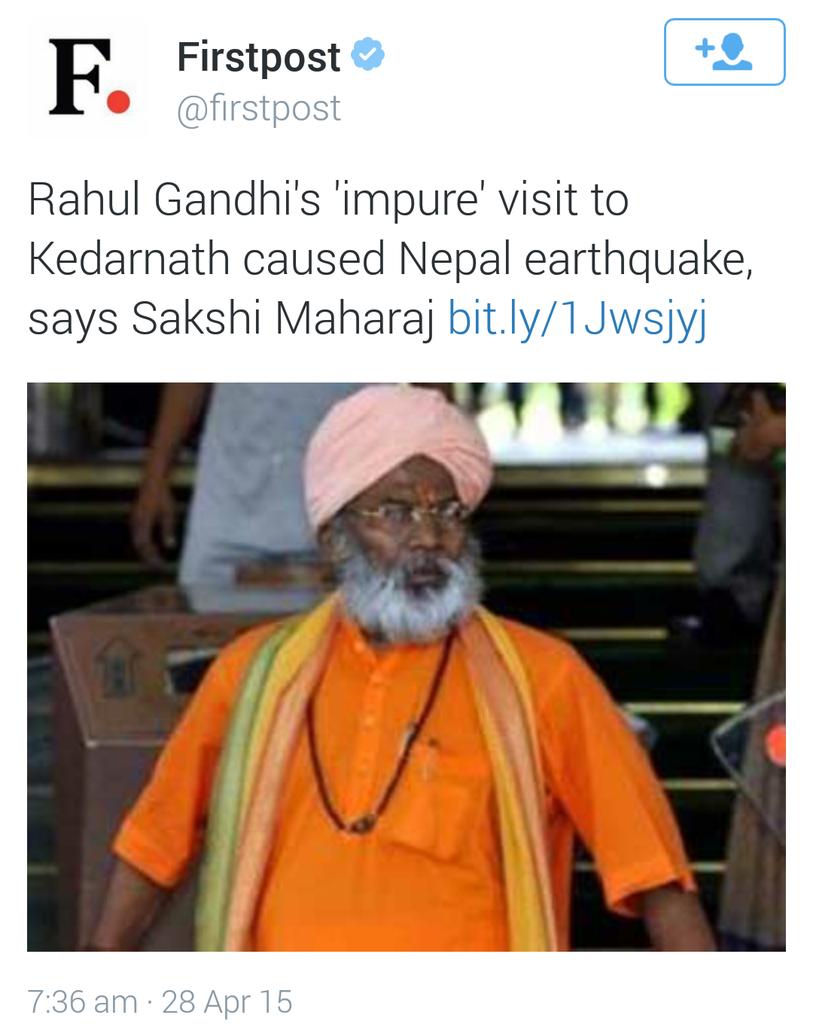 F.
Firstpost
@firstpost
Rahul Gandhi's 'impure' visit to
Kedarnath caused Nepal earthquake,
says Sakshi Maharaj bit.ly/1Jwsjyj
7:36 am · 28 Apr 15